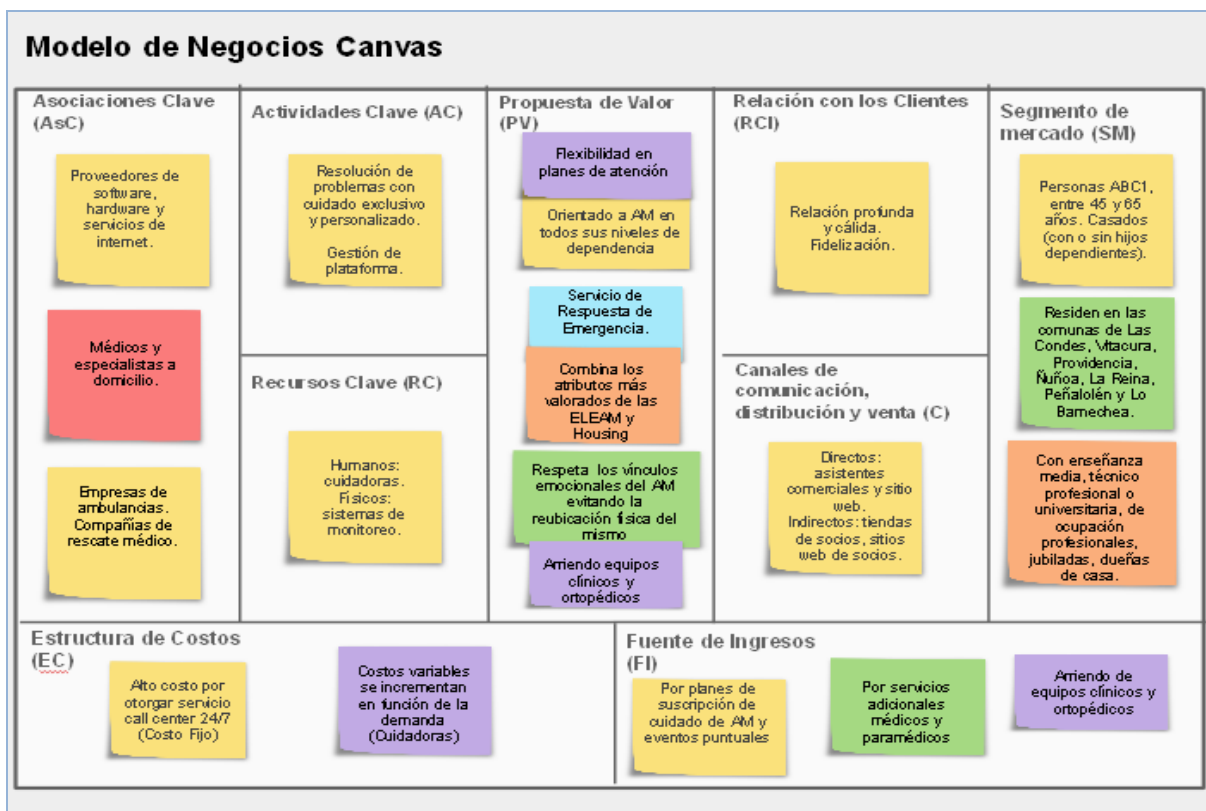 Modelo de Negocios Canvas
Asociaciones Clave
(AsC)
Proveedores de
software,
hardware y
servicios de
internet.
Médicos y
especialistas a
domicilio.
Empresas de
ambulancias.
Compañías de
rescate médico.
Actividades Clave (AC)
Resolución de
problemas con
cuidado exclusivo
y personalizado.
Gestión de
plataforma.
Recursos Clave (RC)
Humanos:
cuidadoras.
Físicos:
sistemas de
monitoreo.
Propuesta de Valor
(PV)
Flexibilidad en
planes de atención
Orientado a AM en
todos sus niveles de
dependencia
Servicio de
Respuesta de
Emergencia.
Combina los
atributos más
valorados de las
ELEAM y
Housing
Respeta los vínculos
emocionales del AM
evitando la
reubicación física del
mismo
Arriendo equipos
clínicos y
ortopédicos
Relación con los Clientes
(RCI)
Relación profunda
y cálida.
Fidelización.
Canales de
comunicación,
distribución y venta (C)
Directos:
asistentes
comerciales y sitio
web.
Indirectos: tiendas
de socios, sitios
web de socios.
Segmento de
mercado (SM)
Personas ABC1,
entre 45 y 65
años. Casados
(con o sin hijos
dependientes).
Residen en las
comunas de Las
Condes, Vitacura,
Providencia,
Ñuñoa, La Reina,
Peñalolén y Lo
Barnechea.
Con enseñanza
media, técnico
profesional o
universitaria, de
ocupación
profesionales,
jubiladas, dueñas
de casa.
Estructura de Costos
(EC)
Alto costo por
otorgar servicio
call center 24/7
(Costo Fijo)
Costos variables
se incrementan
en función de la
demanda
(Cuidadoras)
Fuente de Ingresos
(FI)
Por planes de
suscripción de
cuidado de AM y
eventos puntuales
Por servicios
adicionales
médicos y
paramédicos
Arriendo de
equipos clínicos y
ortopédicos